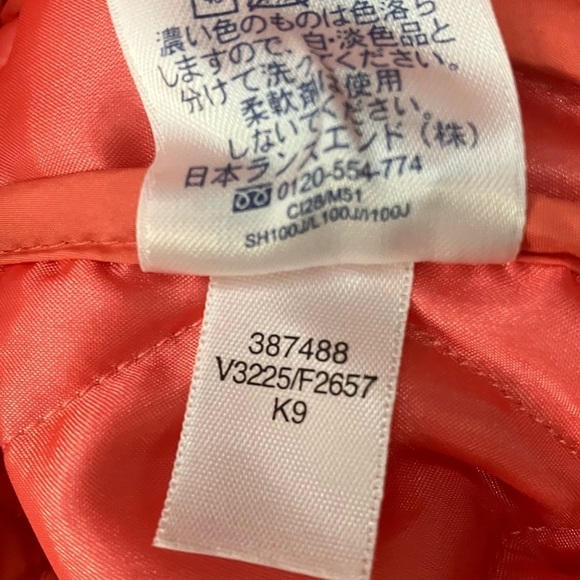 濃い色のものは色落ち
しますので、白・淡色品と
分けて洗ってください。
柔軟剤は使用
しないでください。
日本ランズエンド（株）
0120-554-774
CI28/M51
SH100J/L100J/I100J
387488
V3225/F2657
K9